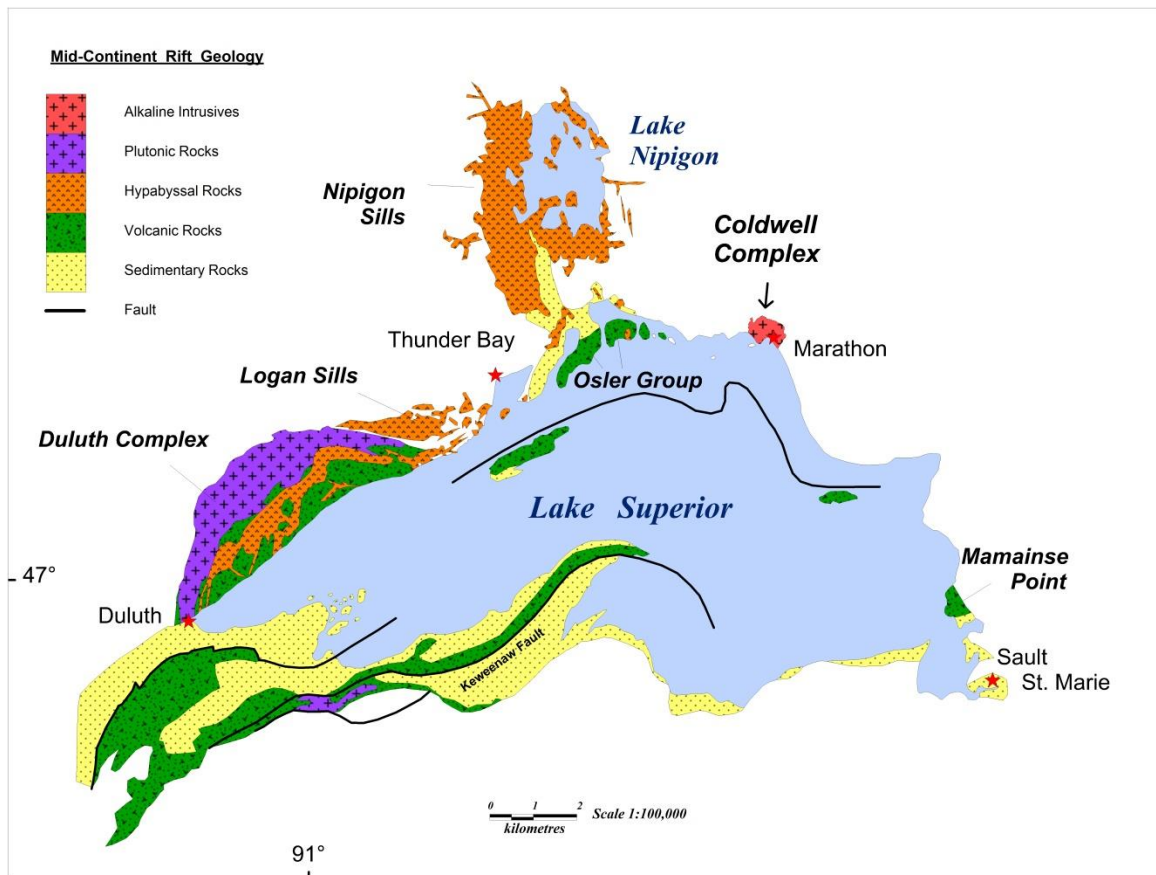 Mid-Continent Rift Geology
Alkaline Intrusives
Plutonic Rocks
Hypabyssal Rocks
Volcanic Rocks
Sedimentary Rocks
Fault
Lake
Nipigon
Nipigon
Sills
Coldwell
Complex
Thunder Bay
Marathon
Logan Sills
Osler Group
Duluth Complex
Lake Superior
47°
Mamainse
Point
Duluth
Keweenaw Fault
Sault
St. Marie
0 1 2 Scale 1:100,000
kilometres
91°